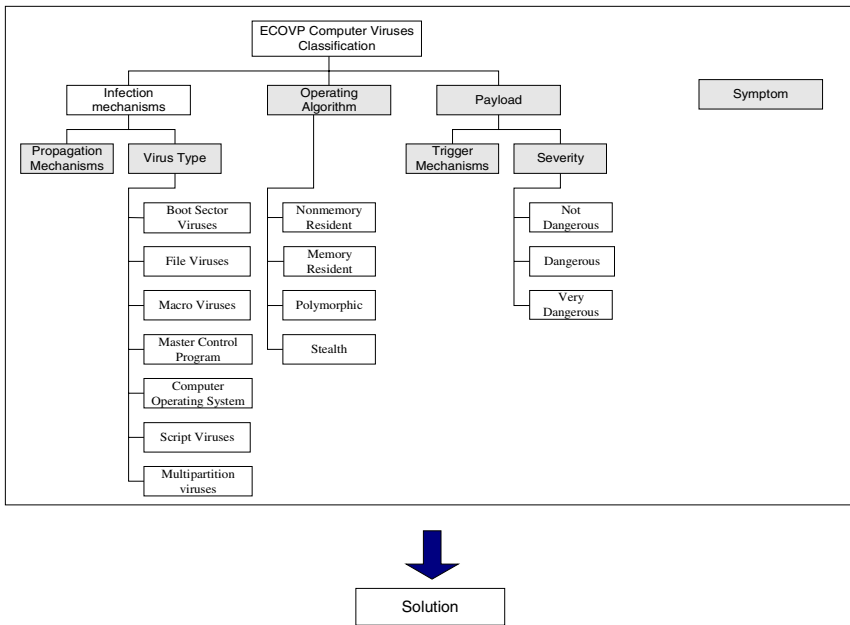 ECOVP Computer Viruses
Classification
Infection
mechanisms
Operating
Algorithm
Payload
Symptom
Propagation
Mechanisms
Virus Type
Trigger
Mechanisms
Severity
Boot Sector
Viruses
File Viruses
Macro Viruses
Master Control
Program
Computer
Operating System
Script Viruses
Multipartition
viruses
Nonmemory
Resident
Memory
Resident
Polymorphic
Stealth
Not
Dangerous
Dangerous
Very
Dangerous
Solution